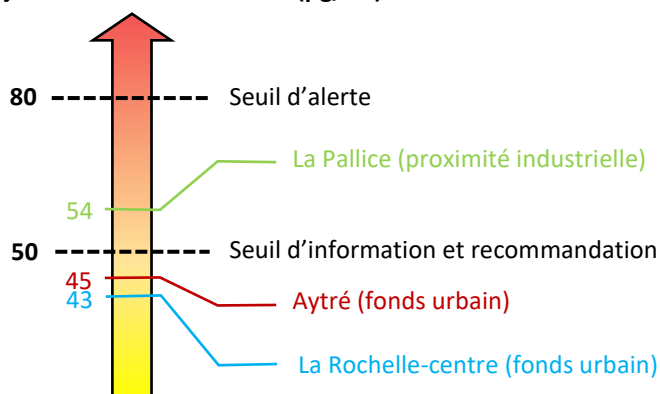 80 Seuil d'alerte
La Pallice (proximité industrielle)
54
50 Seuil d'information et recommandation
45
43 Aytré (fonds urbain)
La Rochelle-centre (fonds urbain)